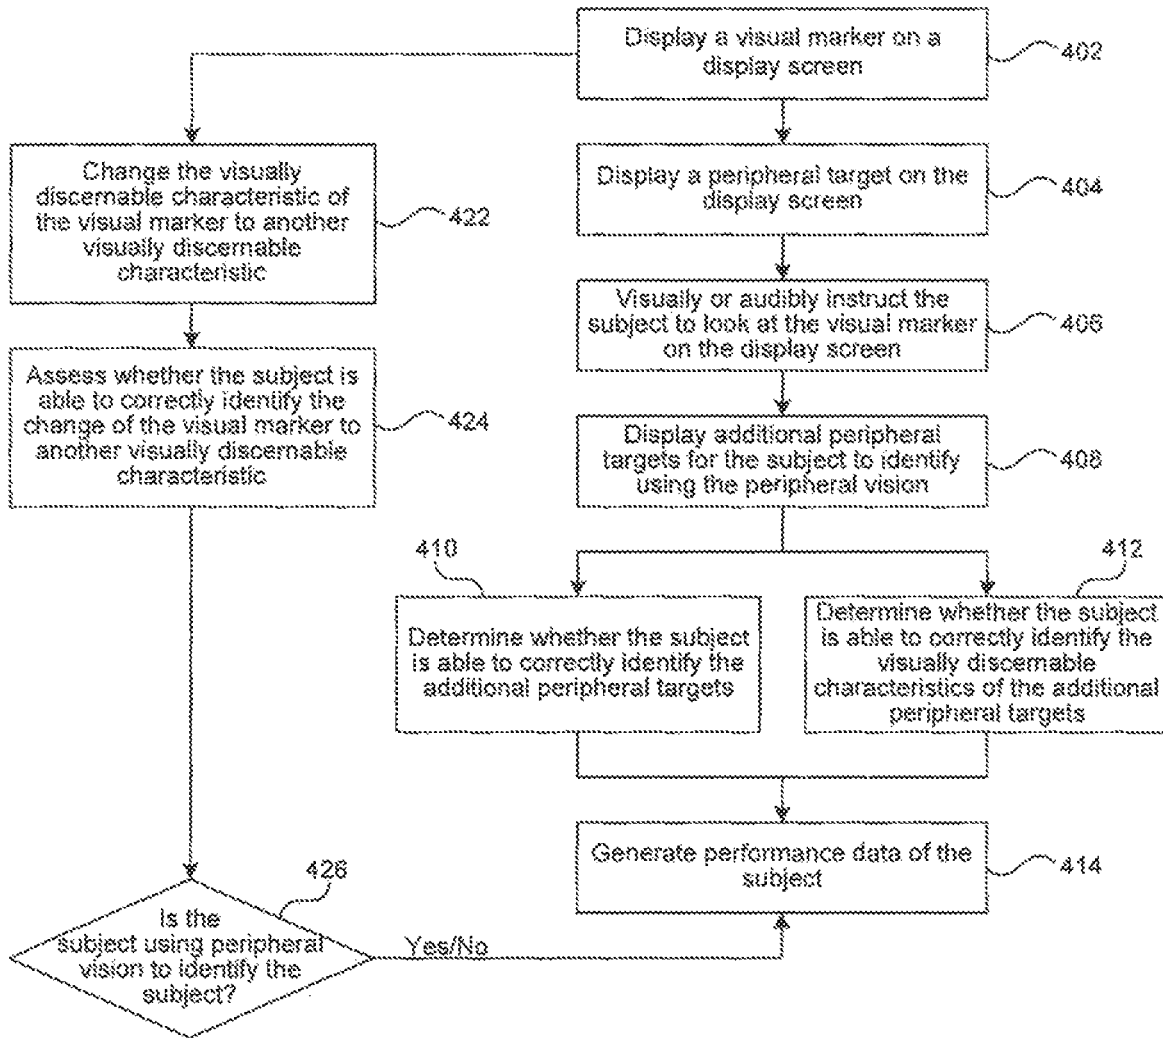 Display a visual marker on a
display screen
402
Change the visually
discernable characteristic of
the visual marker to another
visually discernable
characteristic
422
Display a peripheral target on the
display screen
404
Visually or audibly instruct the
subject to look at the visual marker
on the display screen
406
Assess whether the subject is
able to correctly identify the
change of the visual marker to
another visually discernable
characteristic
424
Display additional peripheral
targets for the subject to identify
using the peripheral vision
408
410
Determine whether the subject
is able to correctly identify the
additional peripheral targets
412
Determine whether the subject
is able to correctly identify the
visually discernable
characteristics of the additional
peripheral targets
Generate performance data of the
subject
414
426
Is the
subject using peripheral
vision to identify the
subject?
Yes/No